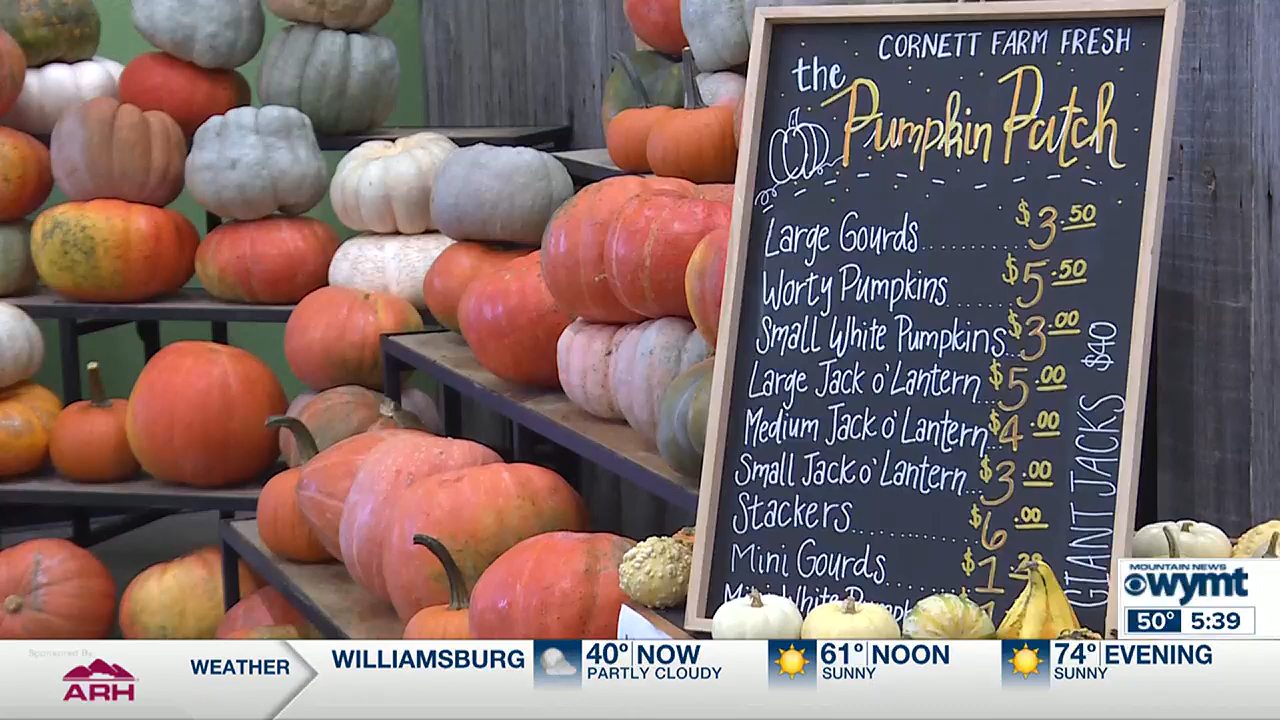 CORNETT FARM FRESH
the
Pumpkin Patch
Large Gourds.......... $3.50
Worty Pumpkins...... $5.50
Small White Pumpkins.. $3.00
Large Jack o'Lantern.. $5.00
Medium Jack o'Lantern.. $4.00
Small Jack o'Lantern... $3.00
Stackers............. $6.00
Mini Gourds........ $1
GIANT JACKS $40
MOUNTAIN NEWS
wymt
50° 5:39
Sponsored By
ARH
WEATHER
WILLIAMSBURG
40° NOW
PARTLY CLOUDY
61° NOON
SUNNY
74° EVENING
SUNNY